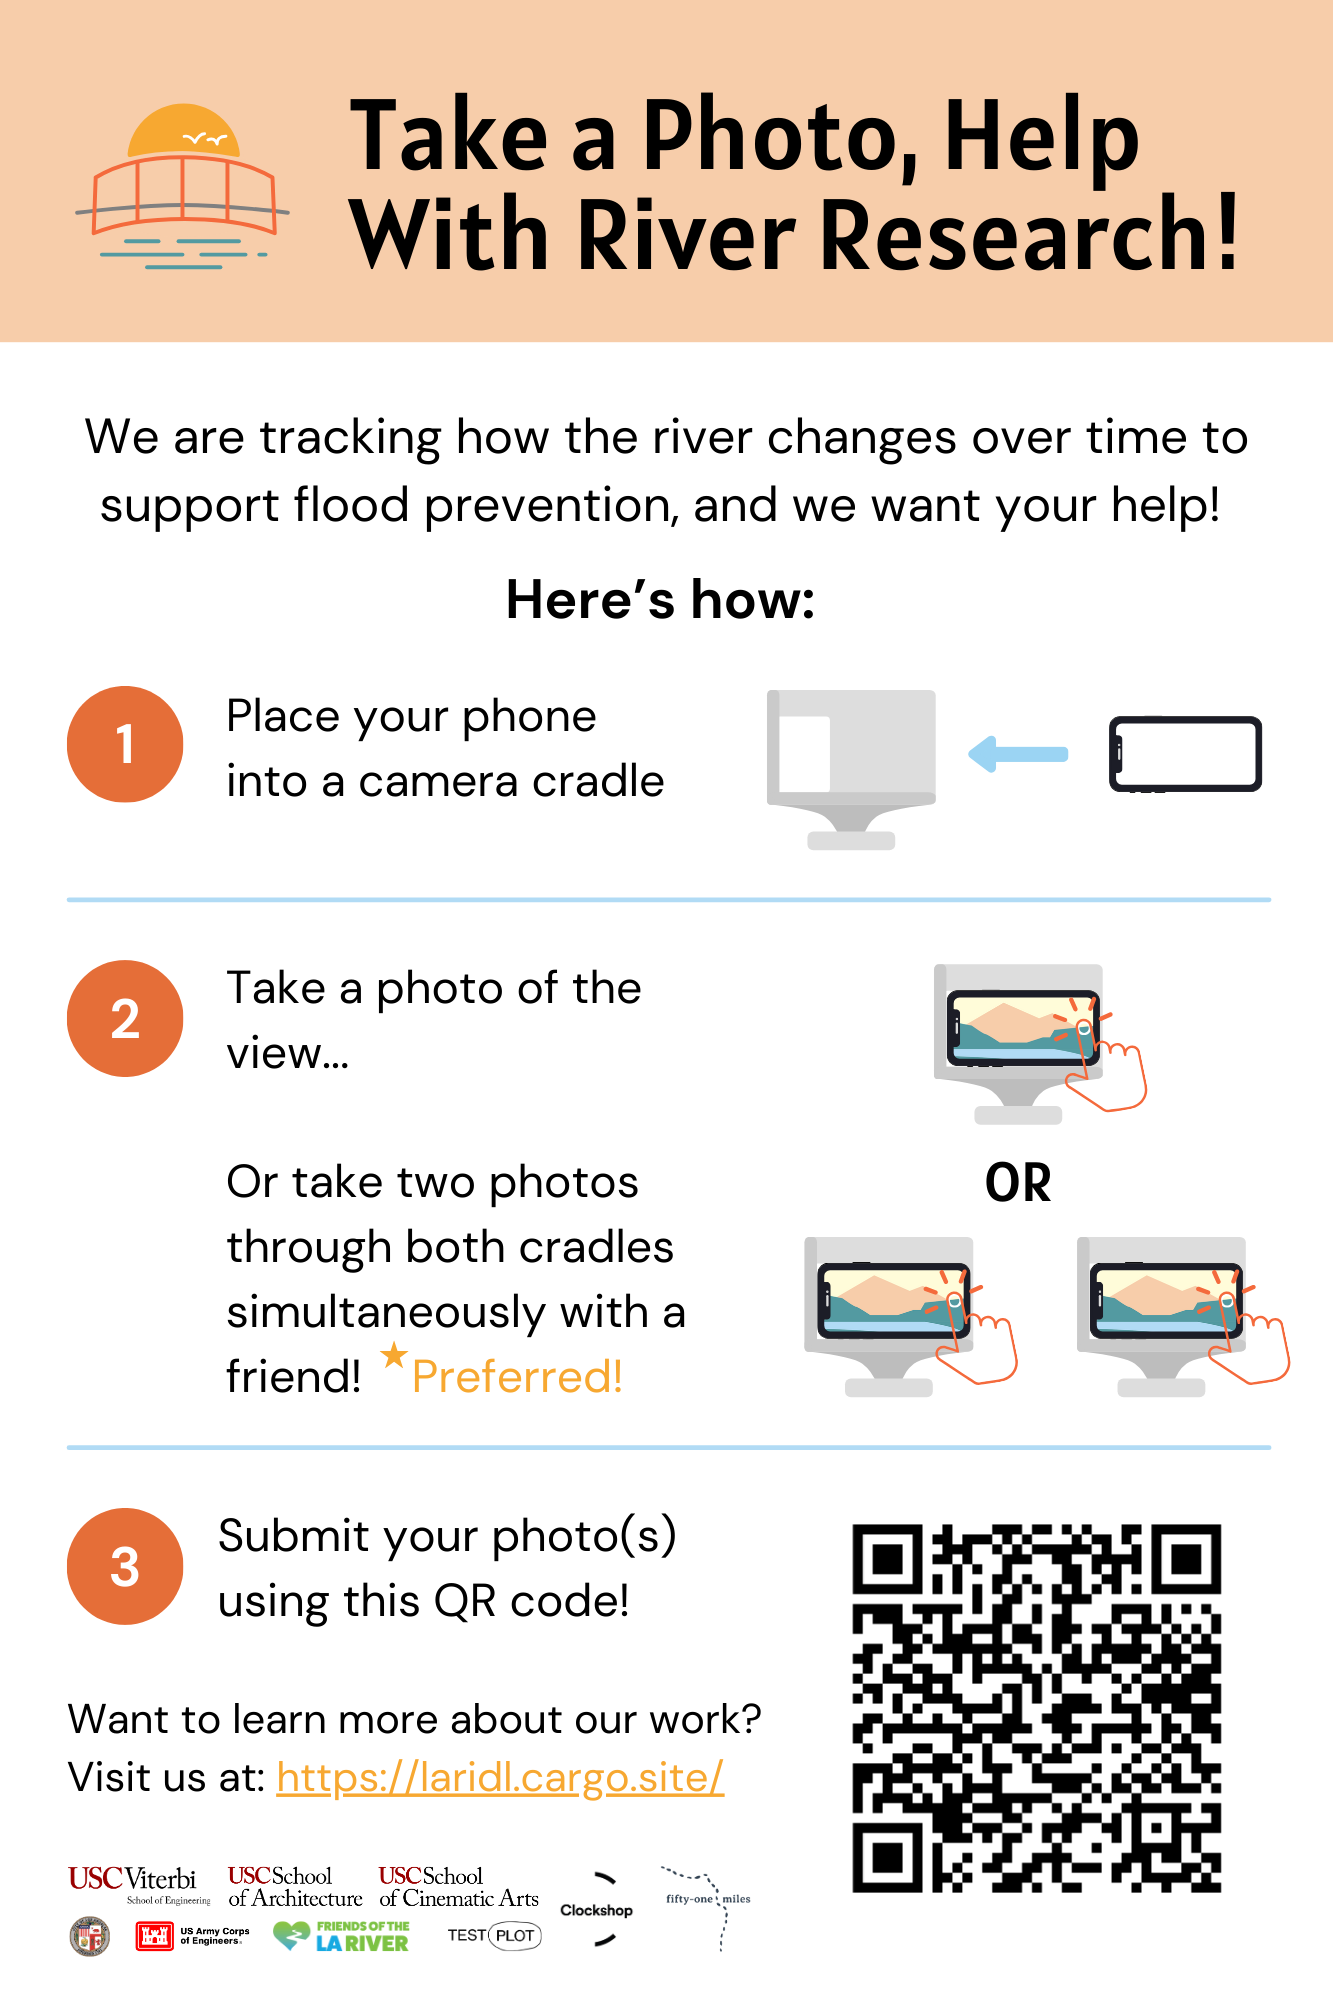 Take a Photo, Help
With River Research!
We are tracking how the river changes over time to
support flood prevention, and we want your help!
Here’s how:
1
Place your phone
into a camera cradle
2
Take a photo of the
view...
Or take two photos
through both cradles
simultaneously with a
friend! ★Preferred!
OR
3
Submit your photo(s)
using this QR code!
Want to learn more about our work?
Visit us at: https://laridl.cargo.site/
USC Viterbi
School of Engineering
USC School
of Architecture
USC School
of Cinematic Arts
Clockshop
fifty-one miles
US Army Corps
of Engineers®
FRIENDS OF THE
LA RIVER
TEST PLOT